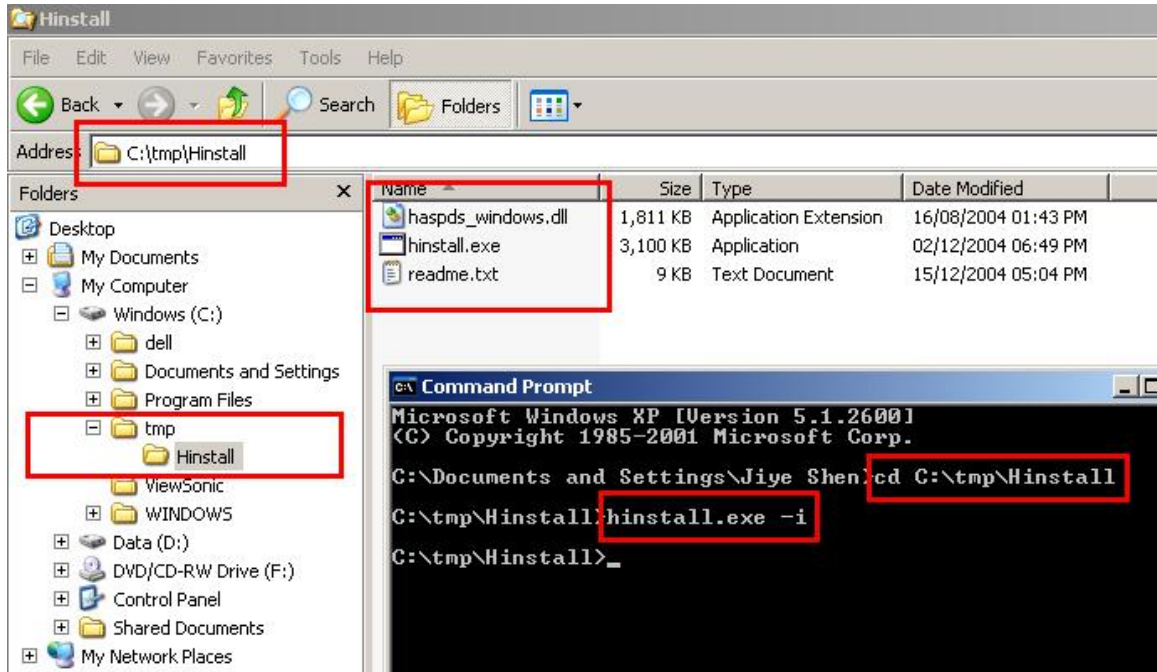 Hinstall
File Edit View Favorites Tools Help
Back Search Folders
Address C:\tmp\Hinstall
Folders x
Name Size Type Date Modified
haspds_windows.dll 1,811 KB Application Extension 16/08/2004 01:43 PM
hinstall.exe 3,100 KB Application 02/12/2004 06:49 PM
readme.txt 9 KB Text Document 15/12/2004 05:04 PM
Desktop
My Documents
My Computer
Windows (C:)
dell
Documents and Settings
Program Files
tmp
Hinstall
ViewSonic
WINDOWS
Data (D:)
DVD/CD-RW Drive (F:)
Control Panel
Shared Documents
My Network Places
Command Prompt
Microsoft Windows XP [Version 5.1.2600]
(C) Copyright 1985-2001 Microsoft Corp.
C:\Documents and Settings\Jiye Shen>cd C:\tmp\Hinstall
C:\tmp\Hinstall>hinstall.exe -i
C:\tmp\Hinstall>_